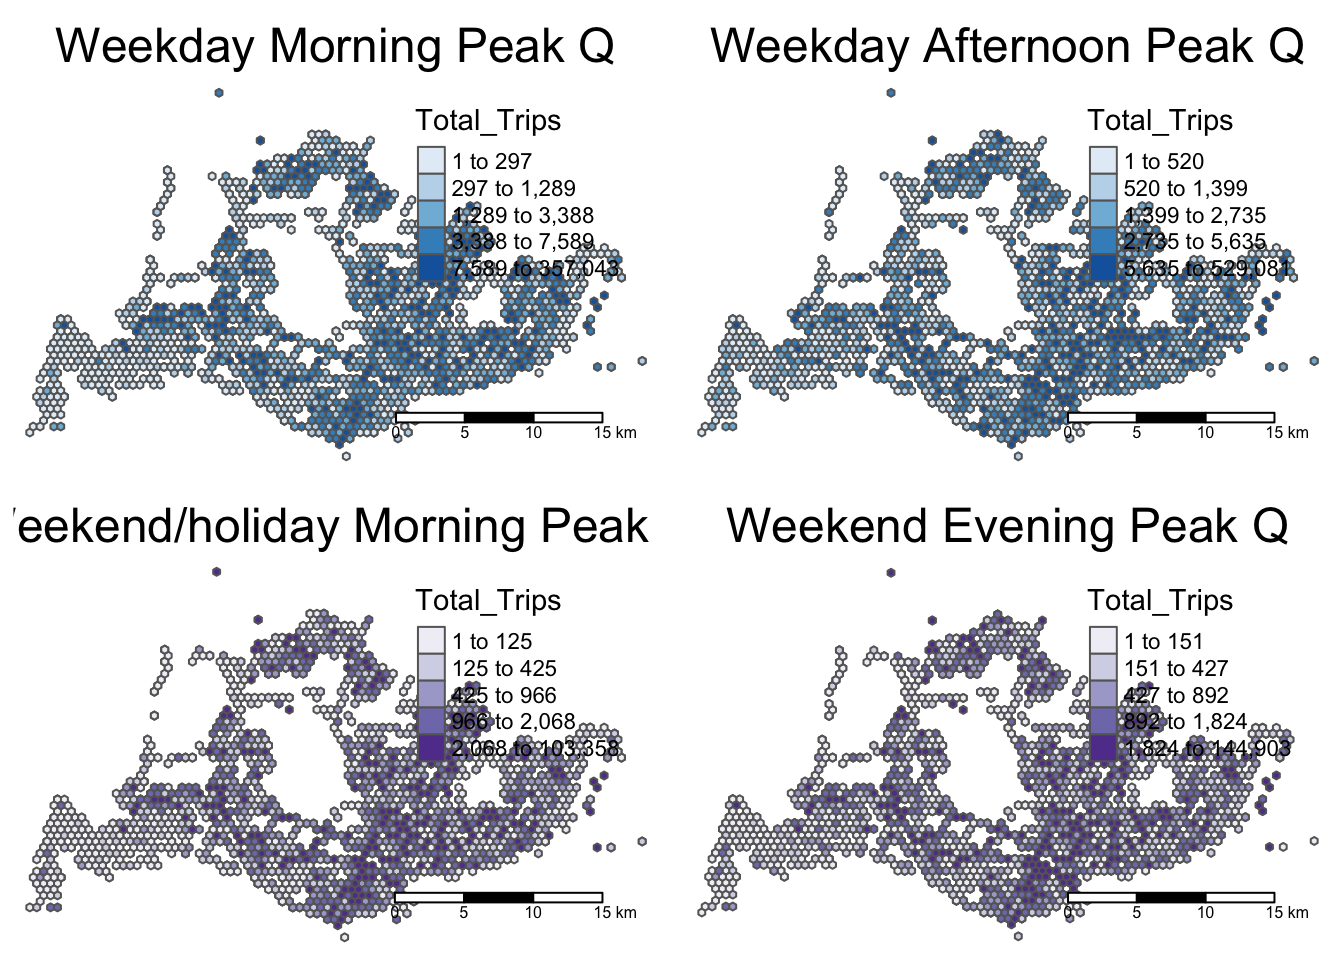 Weekday Morning Peak Q
Total_Trips
1 to 297
297 to 1,289
1,289 to 3,388
3,388 to 7,589
7,589 to 357,043
0 5 10 15 km
Weekday Afternoon Peak Q
Total_Trips
1 to 520
520 to 1,399
1,399 to 2,735
2,735 to 5,635
5,635 to 529,081
0 5 10 15 km
eekend/holiday Morning Peak
Total_Trips
1 to 125
125 to 425
425 to 966
966 to 2,068
2,068 to 103,358
0 5 10 15 km
Weekend Evening Peak Q
Total_Trips
1 to 151
151 to 427
427 to 892
892 to 1,824
1,824 to 144,903
0 5 10 15 km